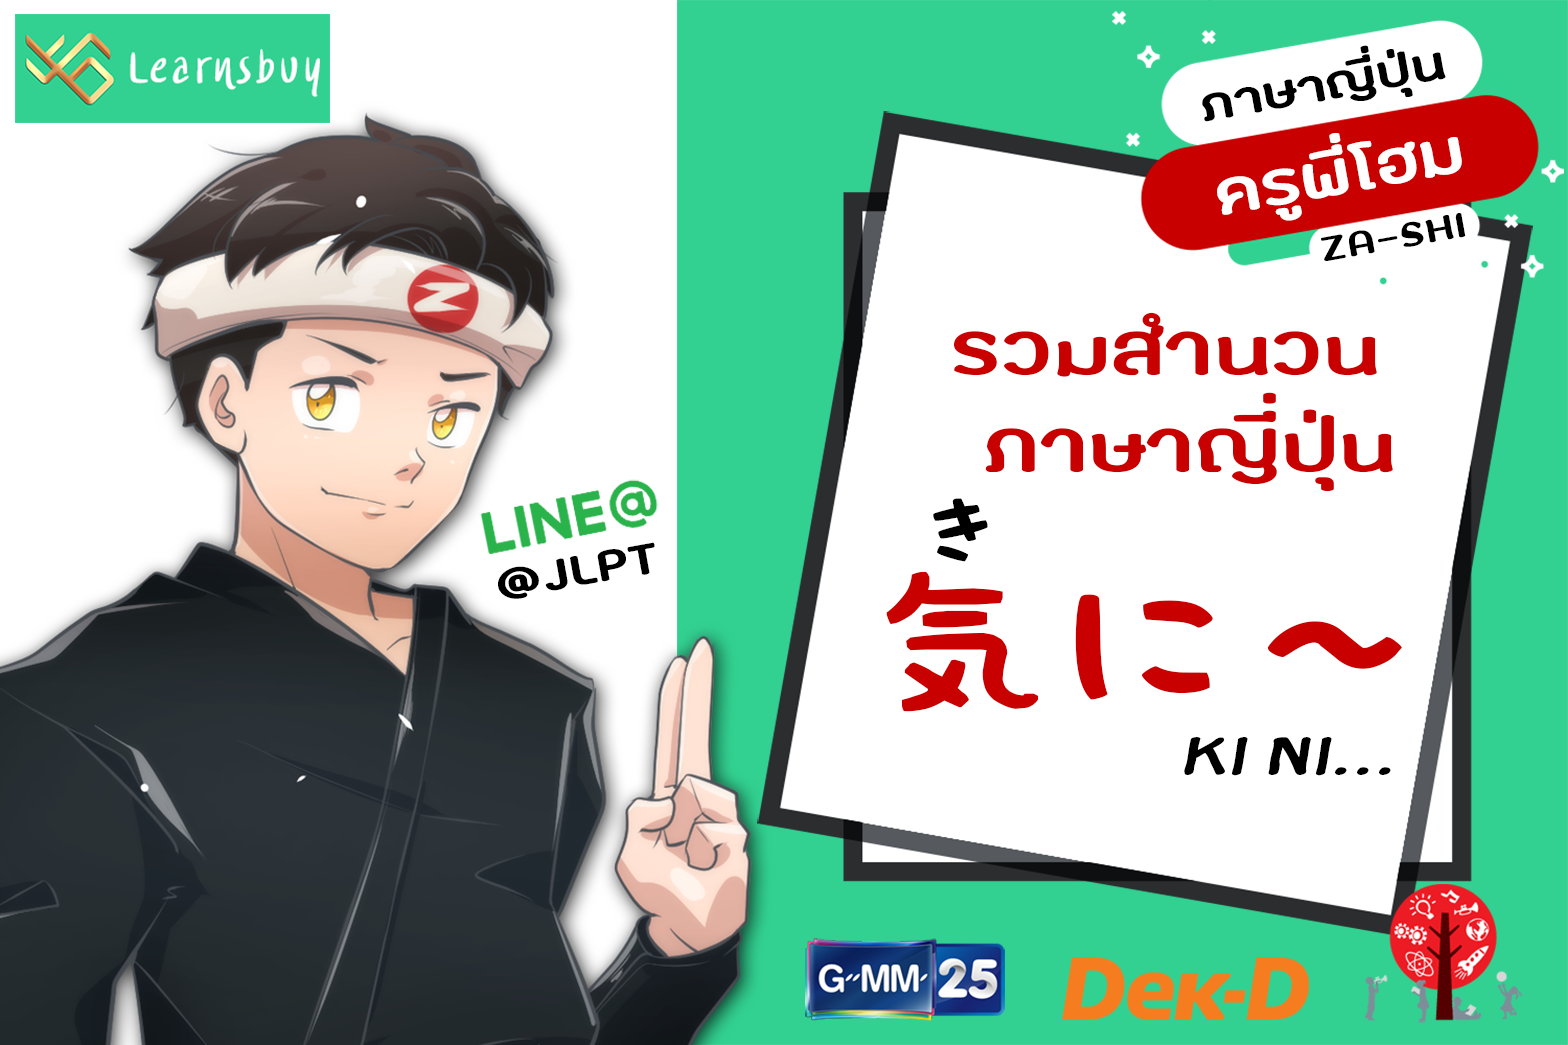 Learnsbuy
ภาษาญี่ปุ่น
ครูพี่โฮม
ZA-SHI
รวมสำนวน
ภาษาญี่ปุ่น
き
気に～
KI NI...
Z
LINE@
@JLPT
G-MM- 25
Dek-D